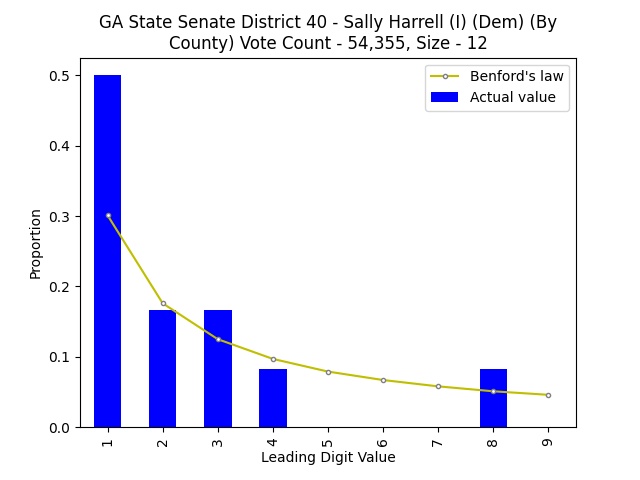 GA State Senate District 40 - Sally Harrell (I) (Dem) (By
County) Vote Count - 54,355, Size - 12
Benford's law
Actual value
Proportion
0.5
0.4
0.3
0.2
0.1
0.0
1
2
3
4
5
6
7
8
9
Leading Digit Value